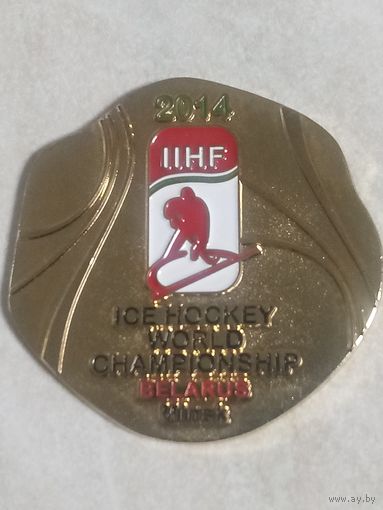 2014
IIHF
ICE HOCKEY
WORLD
CHAMPIONSHIP
BELARUS
www.ay.by